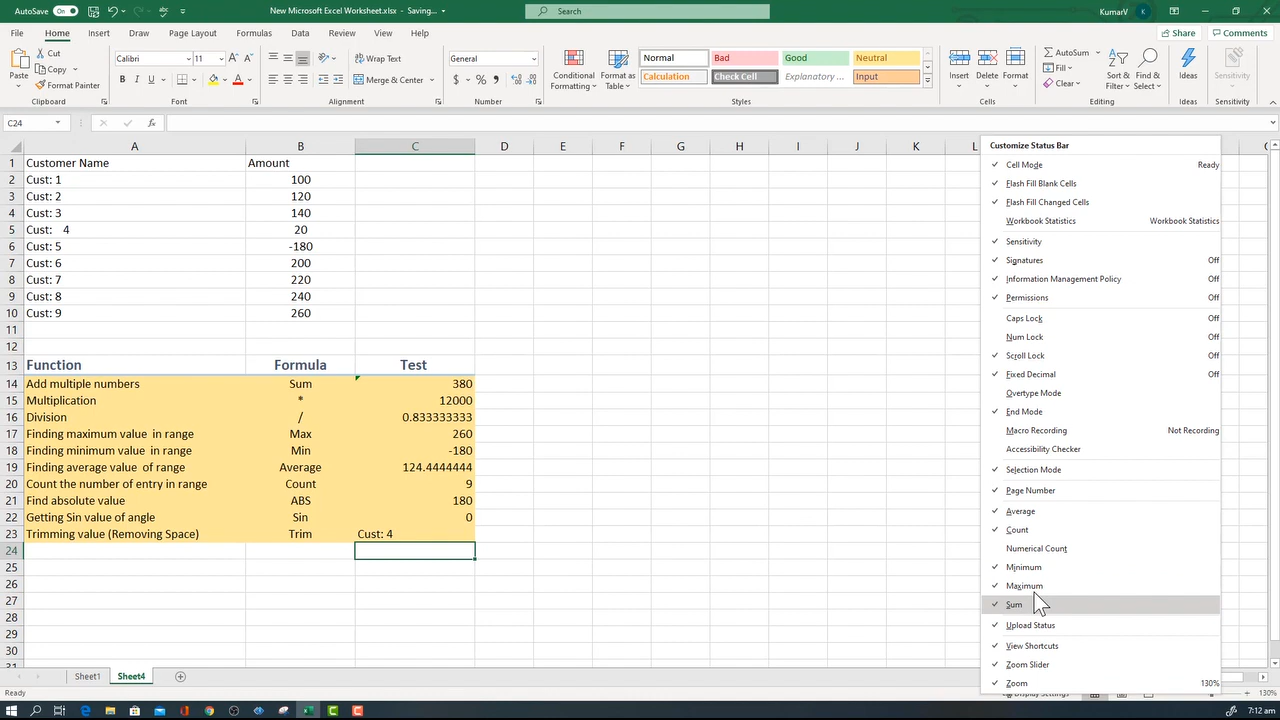 AutoSave On New Microsoft Excel Worksheet.xlsx - Saving... Search KumarV K
File Home Insert Draw Page Layout Formulas Data Review View Help Share Comments
Paste Cut Copy Format Painter Clipboard
Calibri 11 A A B I U A Font
Merge & Center Alignment
General $ % Number
Conditional Formatting Format as Table
Normal Bad Good Neutral
Calculation Check Cell Explanatory ... Input
Styles
Insert Delete Format Cells
AutoSum Fill Clear Sort & Filter Find & Select Editing
Ideas Ideas
Sensitivity Sensitivity
C24 fx
A B C D E F G H I J K L
1 Customer Name Amount
2 Cust: 1 100
3 Cust: 2 120
4 Cust: 3 140
5 Cust: 4 20
6 Cust: 5 -180
7 Cust: 6 200
8 Cust: 7 220
9 Cust: 8 240
10 Cust: 9 260
11
12
13 Function Formula Test
14 Add multiple numbers Sum 380
15 Multiplication * 12000
16 Division / 0.833333333
17 Finding maximum value in range Max 260
18 Finding minimum value in range Min -180
19 Finding average value of range Average 124.4444444
20 Count the number of entry in range Count 9
21 Find absolute value ABS 180
22 Getting Sin value of angle Sin 0
23 Trimming value (Removing Space) Trim Cust: 4
24
25
26
27
28
29
30
31
Customize Status Bar
Cell Mode Ready
Flash Fill Blank Cells
Flash Fill Changed Cells
Workbook Statistics Workbook Statistics
Sensitivity
Signatures Off
Information Management Policy Off
Permissions Off
Caps Lock Off
Num Lock Off
Scroll Lock Off
Fixed Decimal Off
Overtype Mode
End Mode
Macro Recording Not Recording
Accessibility Checker
Selection Mode
Page Number
Average
Count
Numerical Count
Minimum
Maximum
Sum
Upload Status
View Shortcuts
Zoom Slider
Zoom 130%
Sheet1 Sheet4
Ready Display Settings 130%
7:12 am